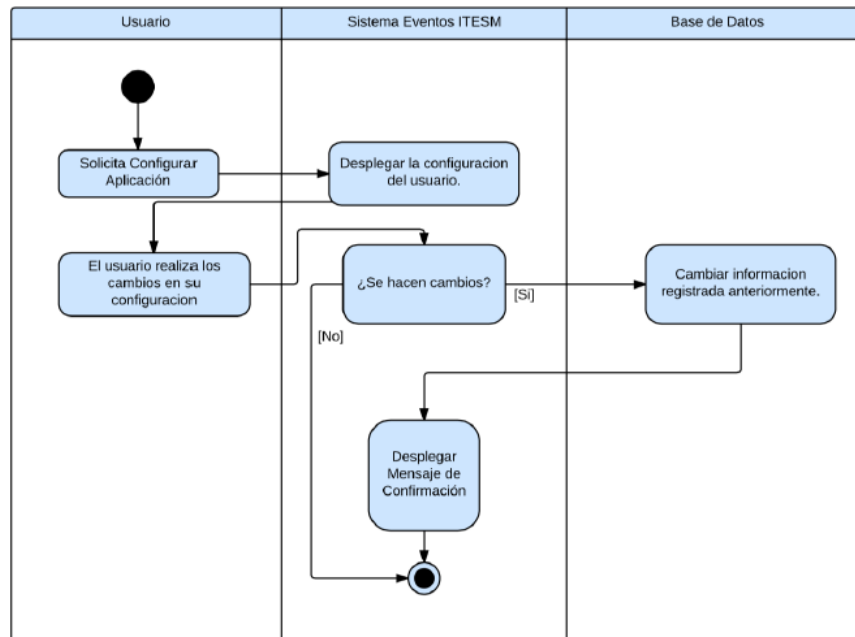 Usuario
Sistema Eventos ITESM
Base de Datos
Solicita Configurar
Aplicación
Desplegar la configuracion
del usuario.
El usuario realiza los
cambios en su
configuracion
¿Se hacen cambios?
[Sí]
Cambiar informacion
registrada anteriormente.
[No]
Desplegar
Mensaje de
Confirmación